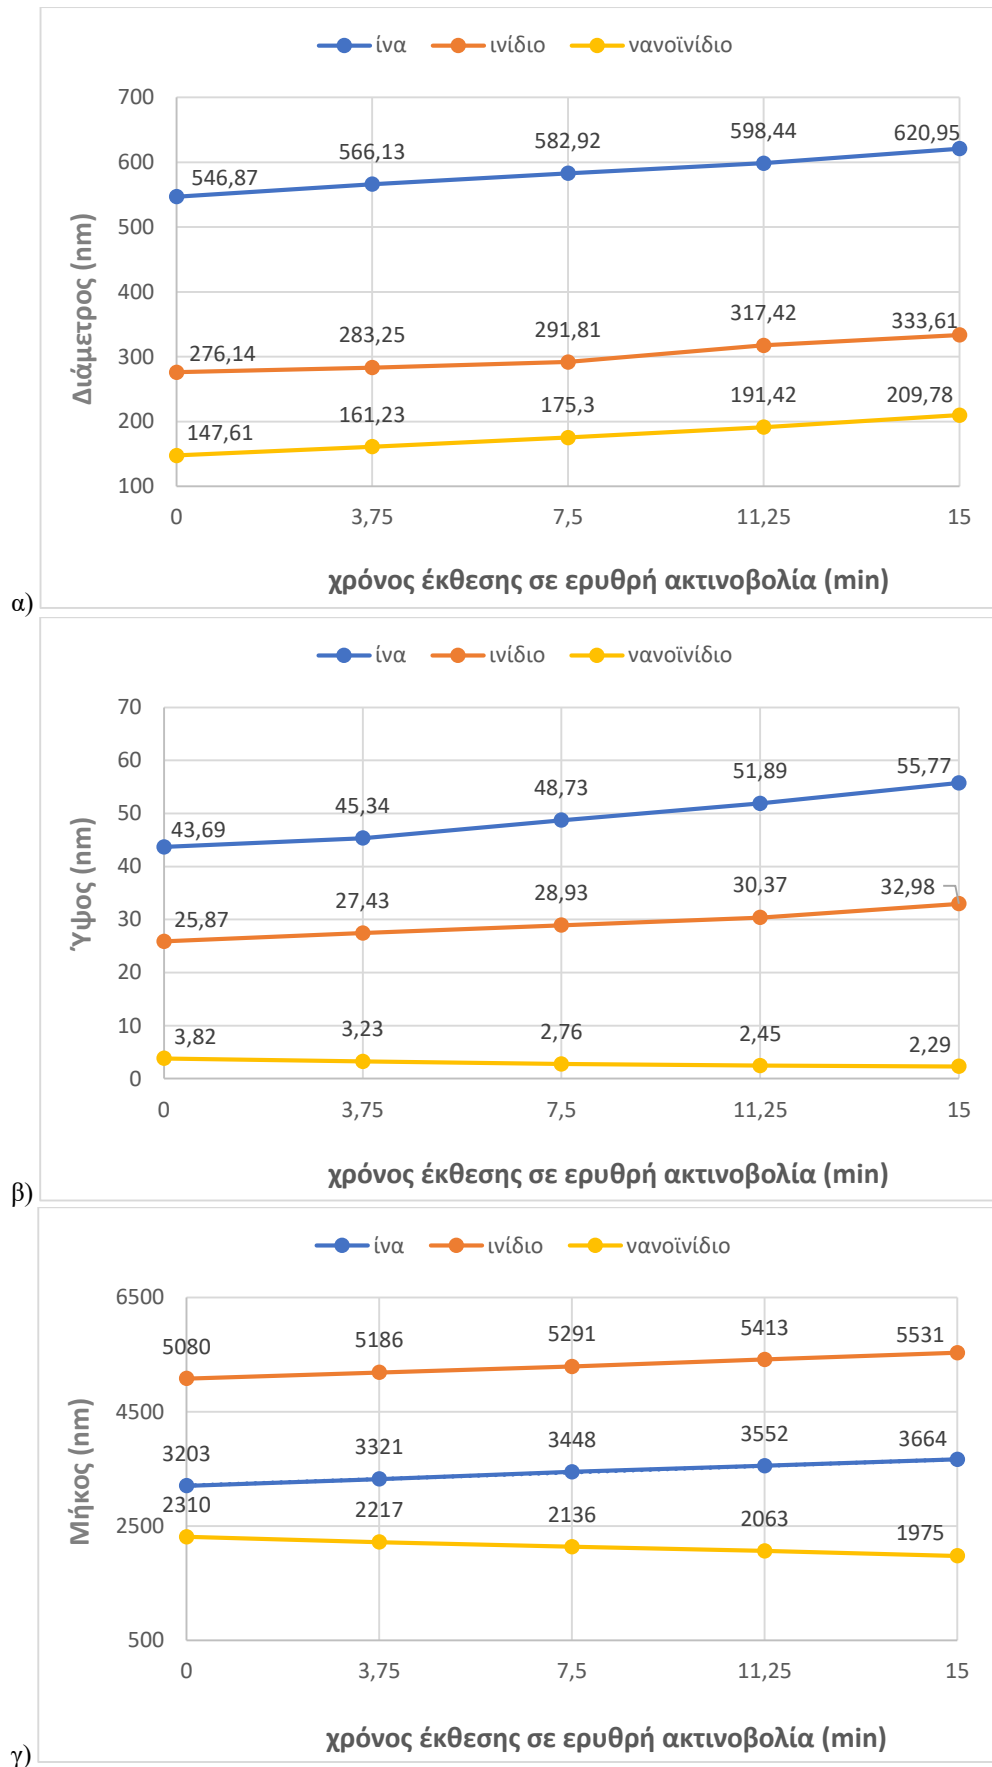 ίνα ινίδιο νανοϊνίδιο
700
600
500
400
300
200
100
546,87 566,13 582,92 598,44 620,95
276,14 283,25 291,81 317,42 333,61
147,61 161,23 175,3 191,42 209,78
0 3,75 7,5 11,25 15
Διάμετρος (nm)
χρόνος έκθεσης σε ερυθρή ακτινοβολία (min)
α)
ίνα ινίδιο νανοϊνίδιο
70
60
50
40
30
20
10
0
43,69 45,34 48,73 51,89 55,77
25,87 27,43 28,93 30,37 32,98
3,82 3,23 2,76 2,45 2,29
0 3,75 7,5 11,25 15
Ύψος (nm)
χρόνος έκθεσης σε ερυθρή ακτινοβολία (min)
β)
ίνα ινίδιο νανοϊνίδιο
6500
4500
2500
500
5080 5186 5291 5413 5531
3203 3321 3448 3552 3664
2310 2217 2136 2063 1975
0 3,75 7,5 11,25 15
Μήκος (nm)
χρόνος έκθεσης σε ερυθρή ακτινοβολία (min)
γ)